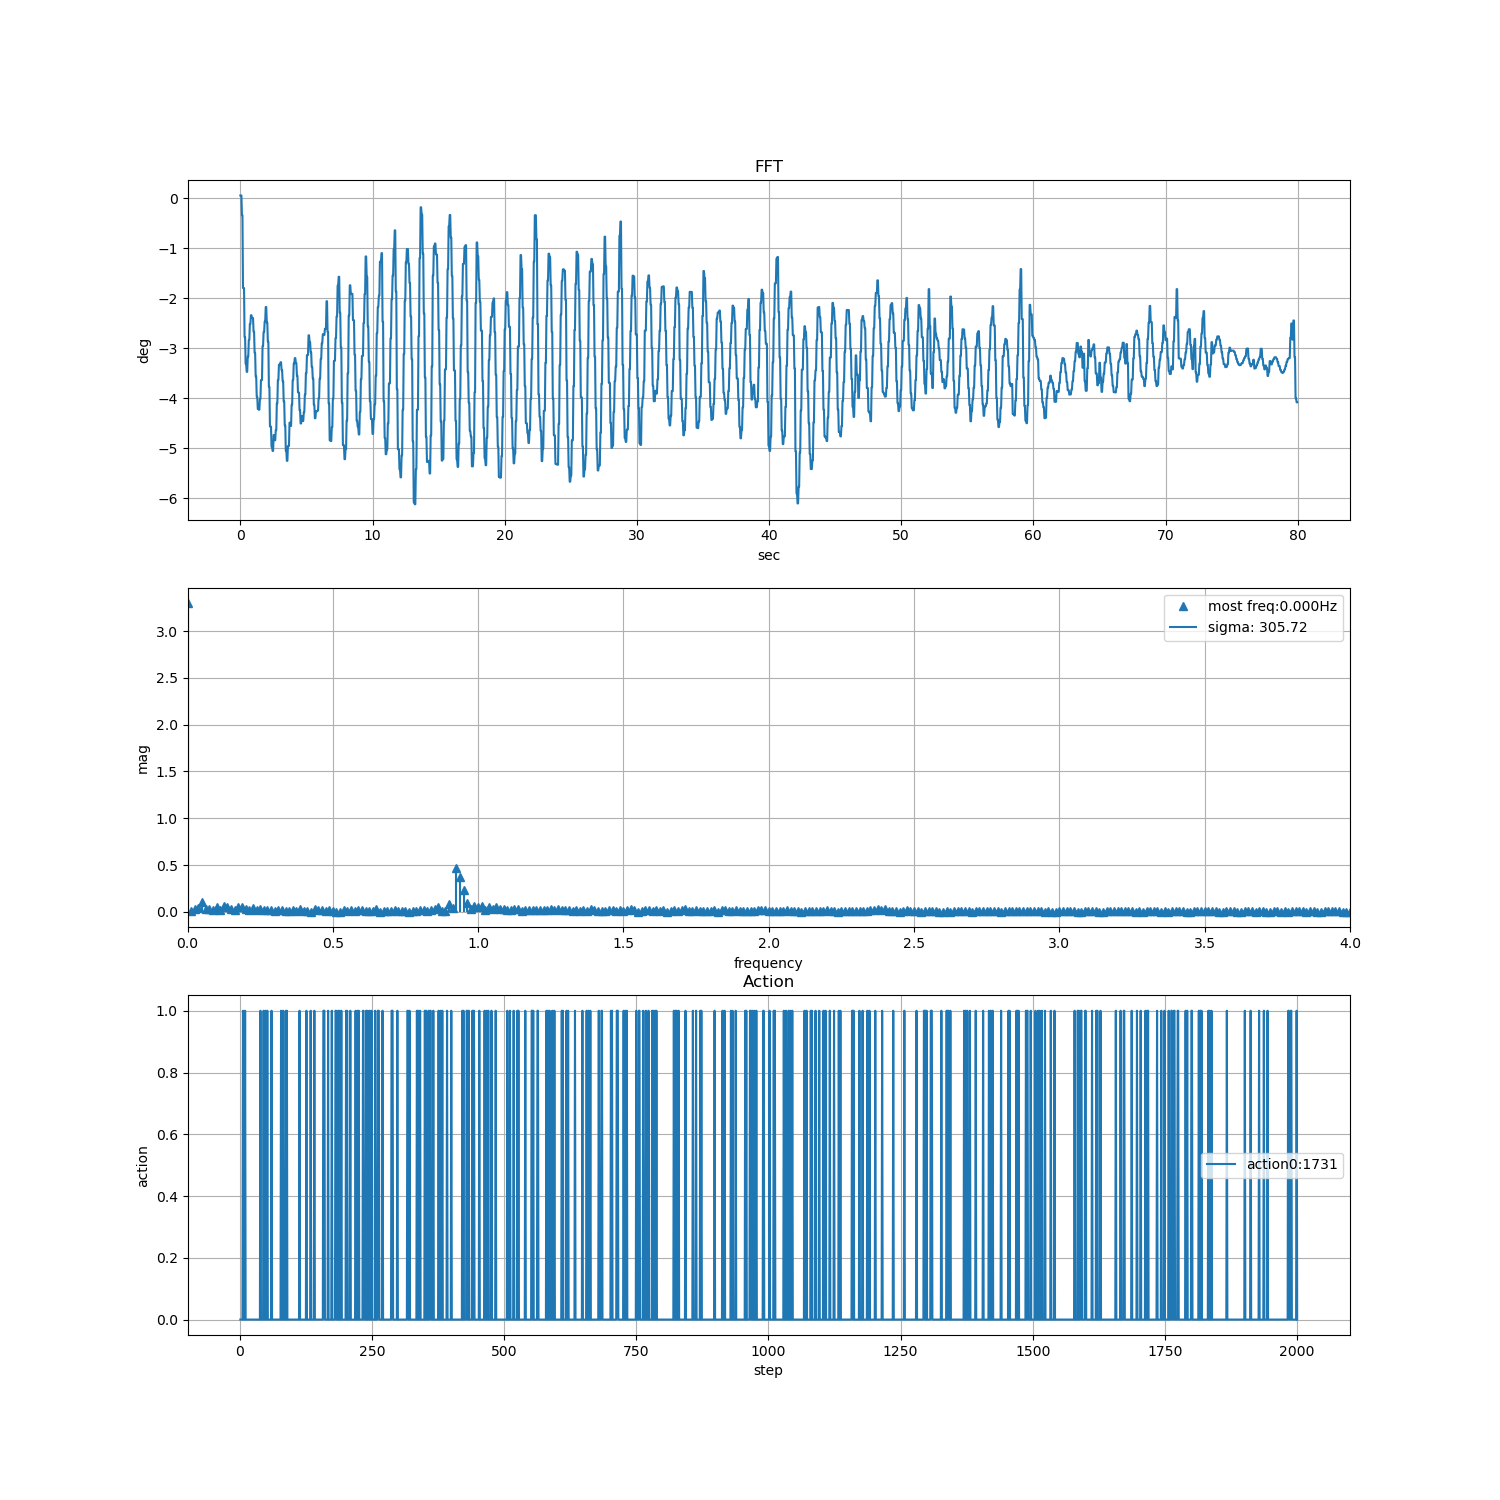 FFT
0
−1
−2
−3
−4
−5
−6
deg
0 10 20 30 40 50 60 70 80
sec
most freq:0.000Hz
sigma: 305.72
3.0
2.5
2.0
1.5
1.0
0.5
0.0
mag
0.0 0.5 1.0 1.5 2.0 2.5 3.0 3.5 4.0
frequency
Action
1.0
0.8
0.6
0.4
0.2
0.0
action
action0:1731
0 250 500 750 1000 1250 1500 1750 2000
step